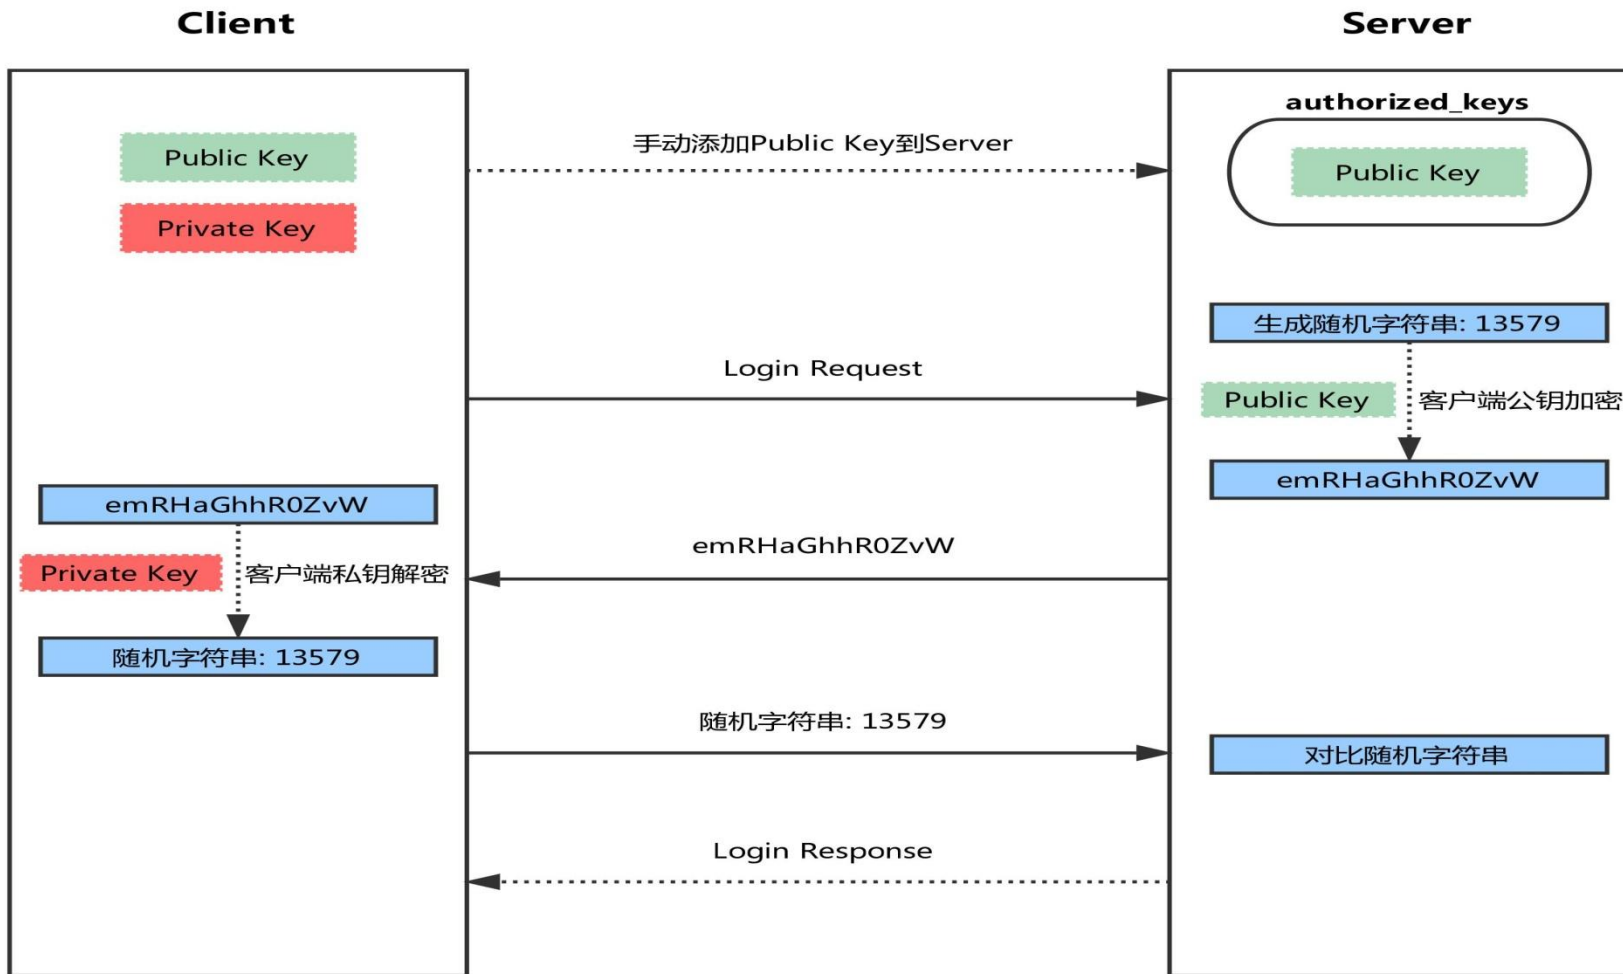 Client
Server
authorized_keys
Public Key
手动添加Public Key到Server
Public Key
Private Key
生成随机字符串: 13579
Login Request
Public Key
客户端公钥加密
emRHaGhhR0ZvW
emRHaGhhR0ZvW
emRHaGhhR0ZvW
Private Key
客户端私钥解密
随机字符串: 13579
随机字符串: 13579
对比随机字符串
Login Response